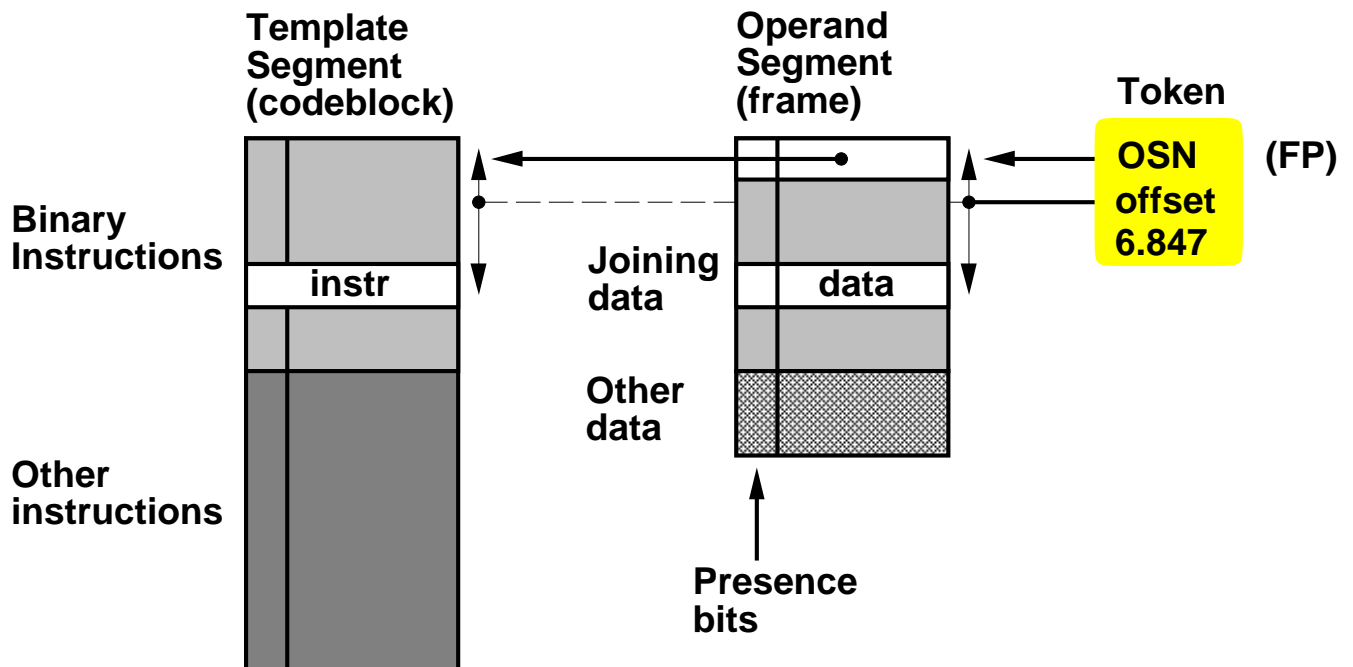 Template
Segment
(codeblock)
Operand
Segment
(frame)
Token
OSN
(FP)
offset
6.847
Binary
Instructions
instr
Joining
data
data
Other
data
Other
instructions
Presence
bits